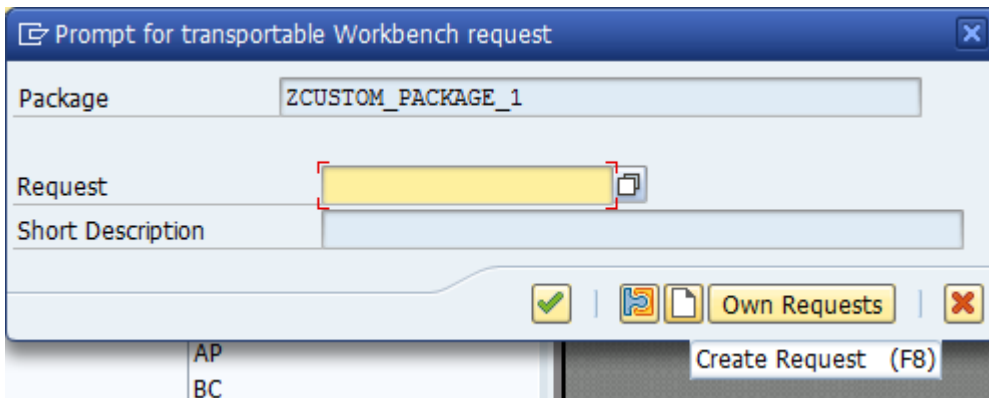 Prompt for transportable Workbench request
Package ZCUSTOM_PACKAGE_1
Request
Short Description
Own Requests
AP
Create Request (F8)
BC